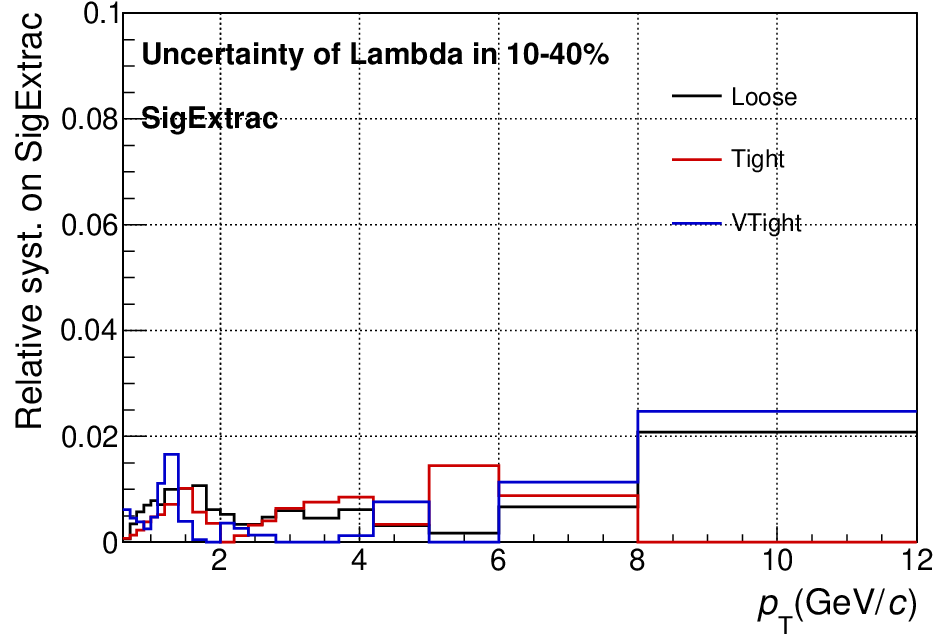 Relative syst. on SigExtrac
0.1
0.08
0.06
0.04
0.02
0
Uncertainty of Lambda in 10-40%
SigExtrac
Loose
Tight
VTight
2
4
6
8
10
12
p_T(GeV/c)